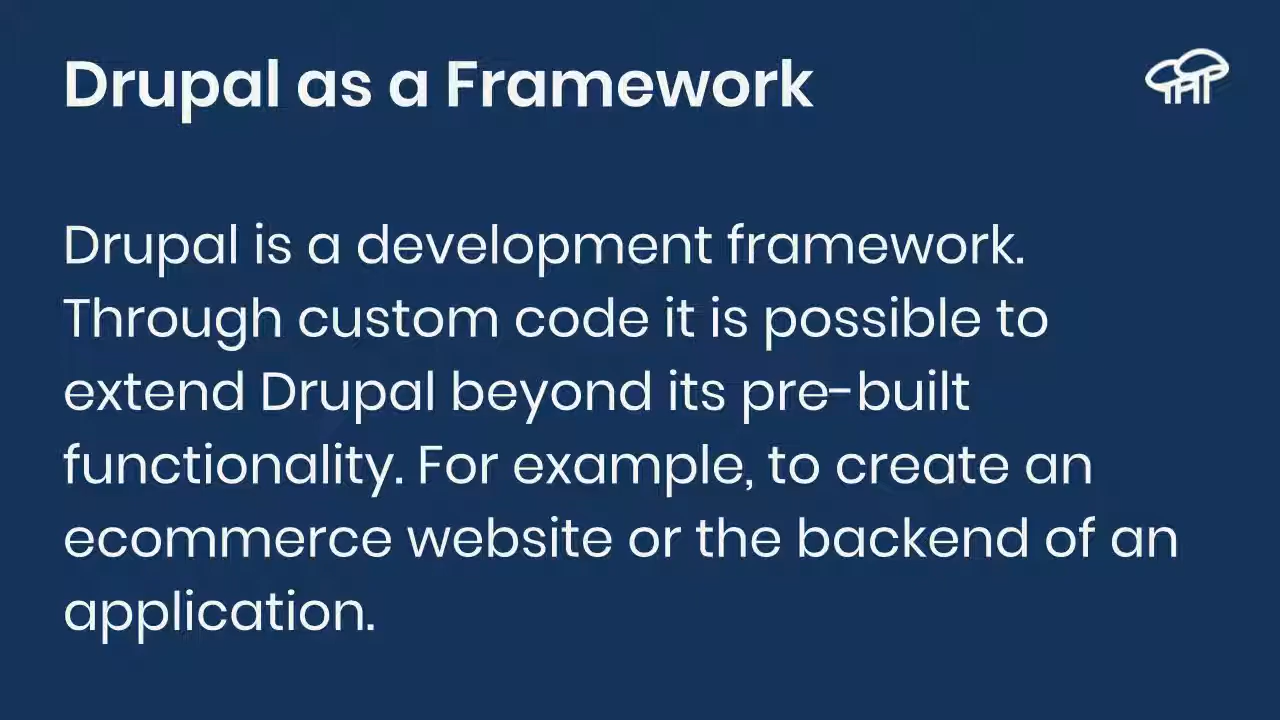 Drupal as a Framework
Drupal is a development framework.
Through custom code it is possible to
extend Drupal beyond its pre-built
functionality. For example, to create an
ecommerce website or the backend of an
application.